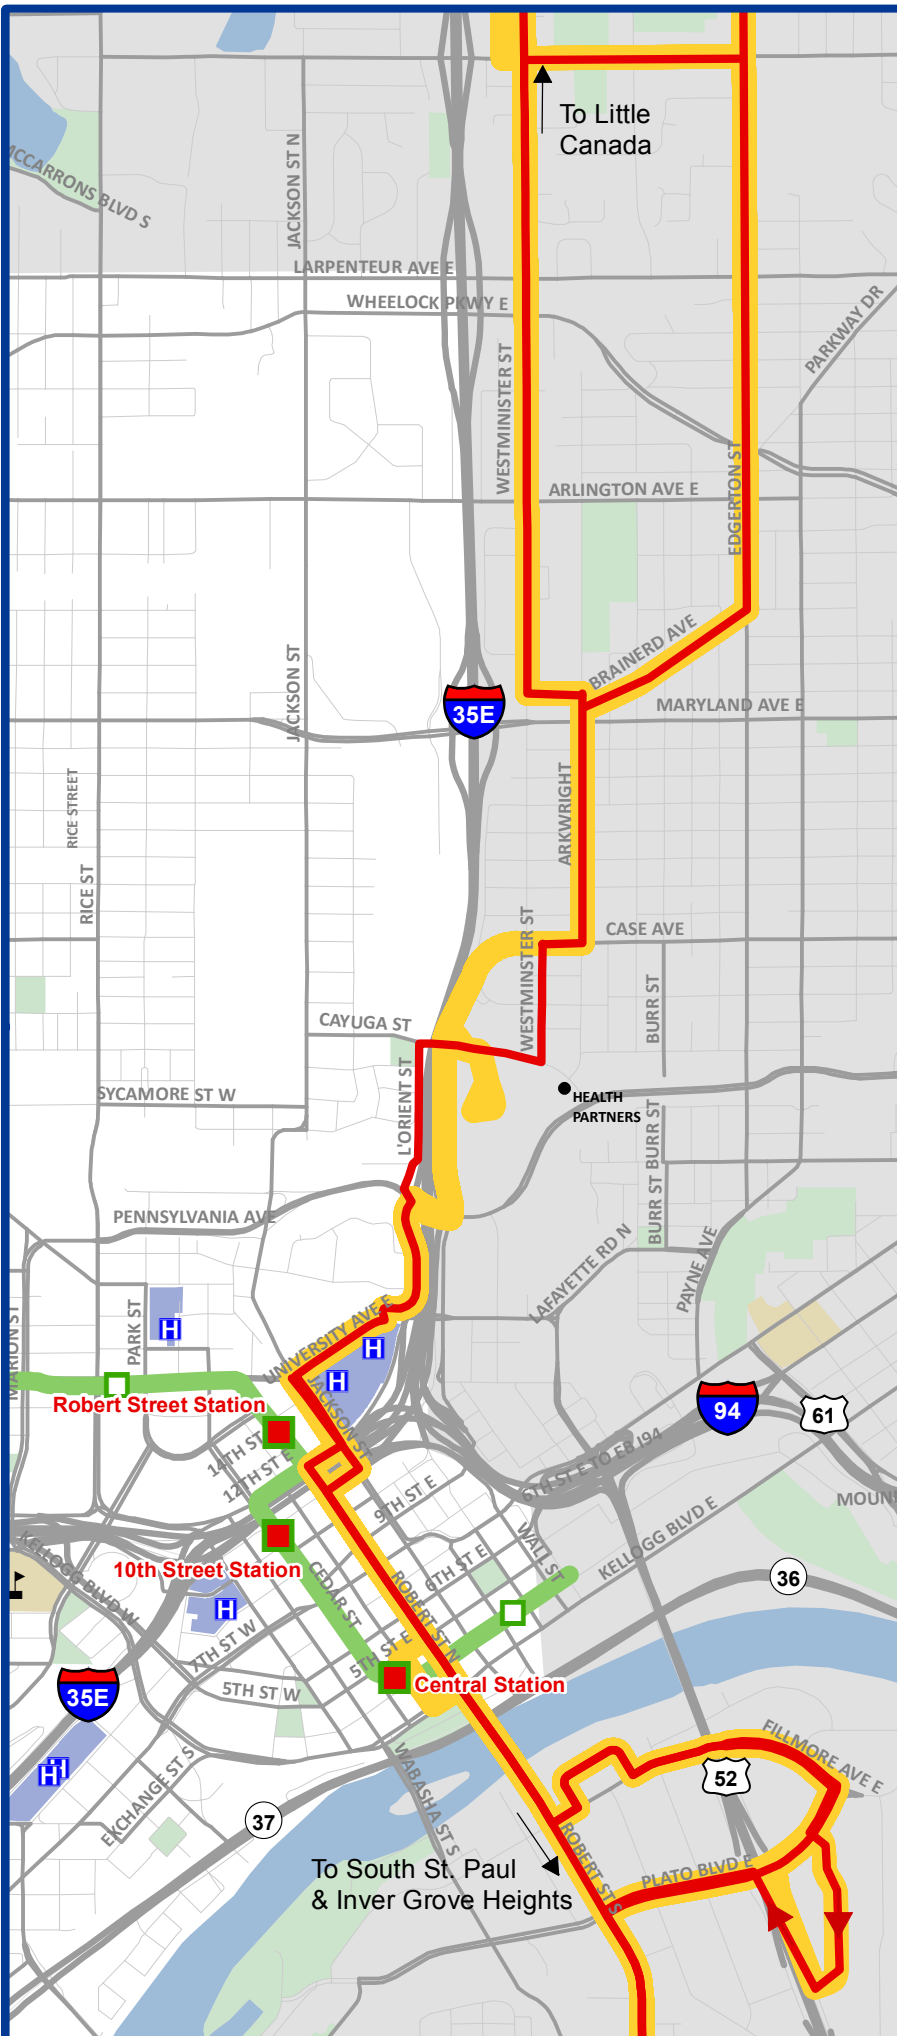 To Little
Canada
MCCARRONS BLVD S
JACKSON ST N
LARPENTEUR AVE E
WHEELOCK PKWY E
PARKWAY DR
WESTMINISTER ST
ARLINGTON AVE E
EDGERTON ST
BRAINERD AVE
JACKSON ST
35E
MARYLAND AVE E
RICE STREET
ARKWRIGHT
RICE ST
WESTMINSTER ST
CASE AVE
BURR ST
CAYUGA ST
L'ORIENT ST
SYCAMORE ST W
HEALTH
PARTNERS
BURR ST
BURR ST
PENNSYLVANIA AVE
LAFAYETTE RD N
PAYNE AVE
MARION ST
PARK ST
H
UNIVERSITY AVE E
H
H
Robert Street Station
JACKSON ST
94
61
14TH ST
12TH ST E
6TH ST E TO EB I94
9TH ST E
MOUN
KELLOGG BLVD W
WALL ST
KELLOGG BLVD E
10th Street Station
CEDAR ST
6TH ST E
ROBERT ST N
36
H
7TH ST W
5TH ST E
35E
5TH ST W
Central Station
H
H
EXCHANGE ST S
WABASHA ST S
FILLMORE AVE E
52
37
ROBERT ST S
PLATO BLVD E
To South St. Paul
& Inver Grove Heights